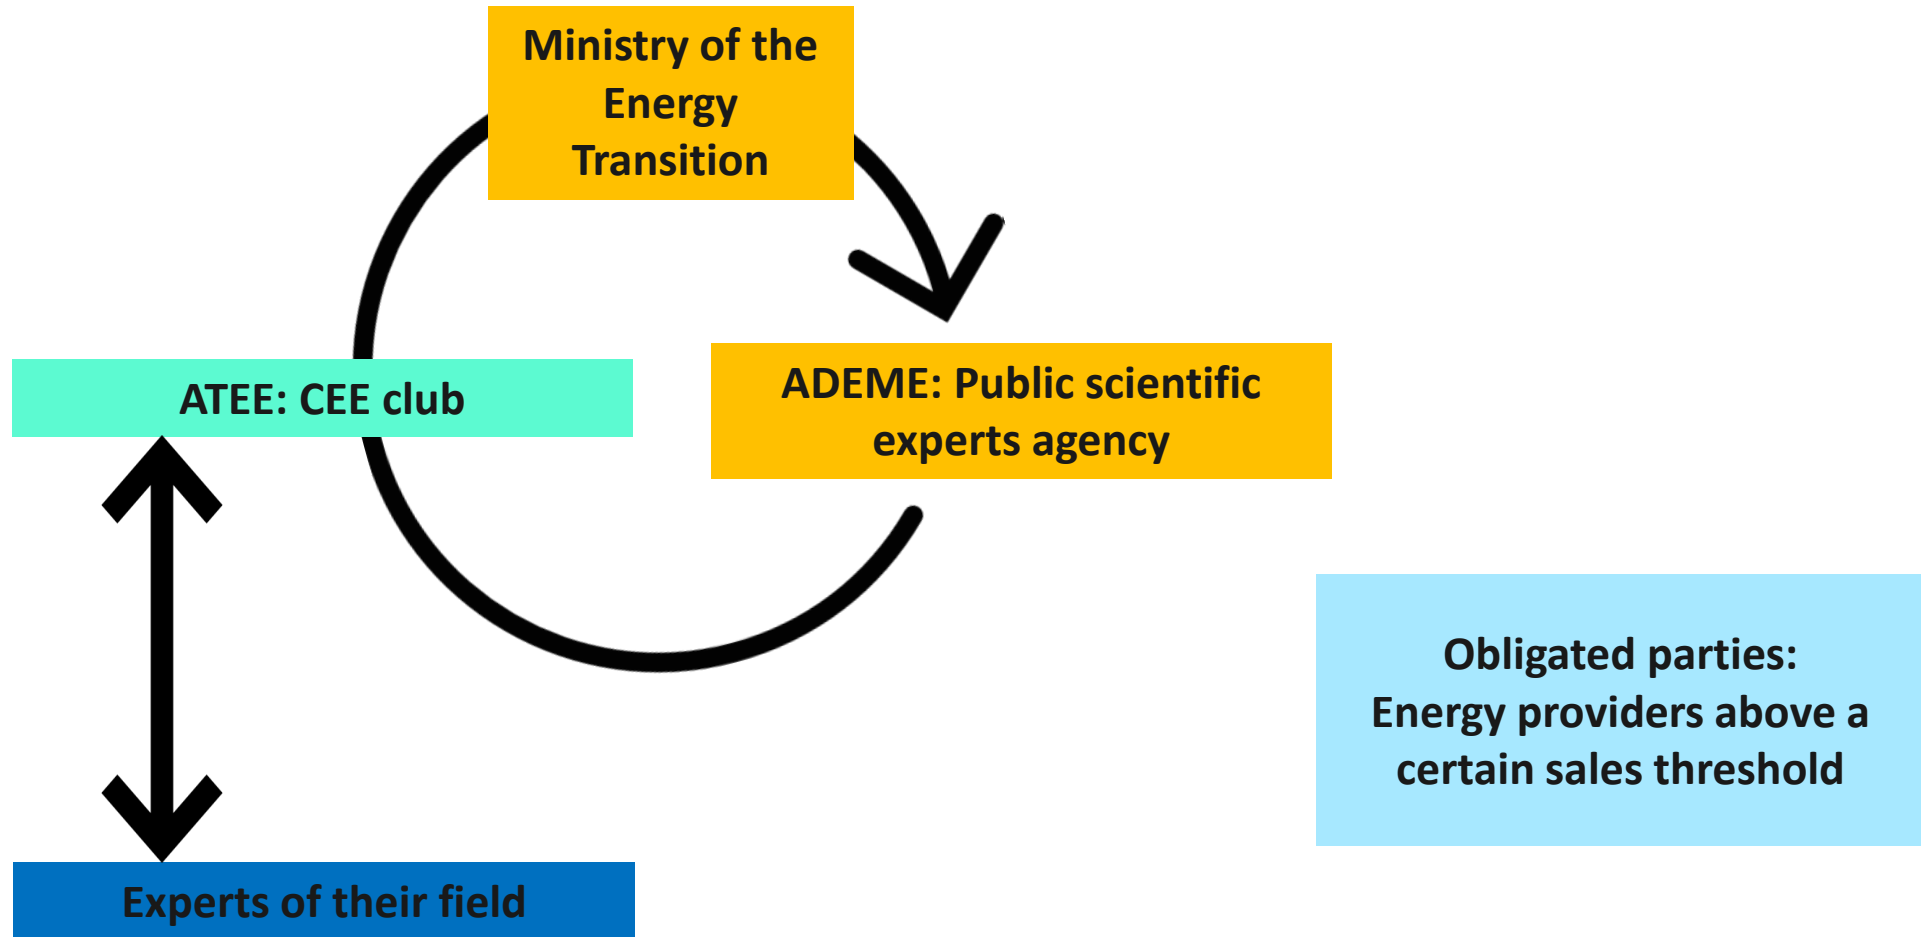 Ministry of the
Energy
Transition
ATEE: CEE club
ADEME: Public scientific
experts agency
Obligated parties:
Energy providers above a
certain sales threshold
Experts of their field